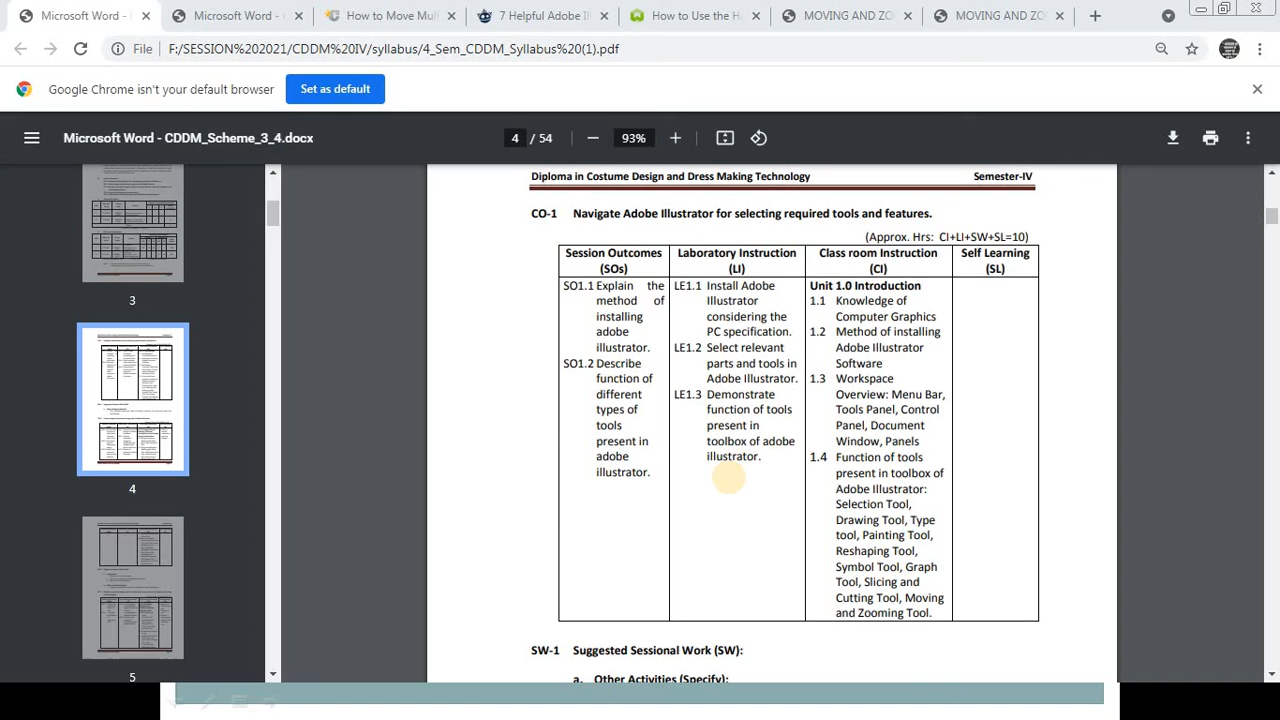 Microsoft Word - CDDM
Microsoft Word -
How to Move Mul
7 Helpful Adobe I
How to Use the H
MOVING AND ZO
MOVING AND ZO
File
F:/SESSION%202021/CDDM%20IV/syllabus/4_Sem_CDDM_Syllabus%20(1).pdf
Google Chrome isn't your default browser
Set as default
Microsoft Word - CDDM_Scheme_3_4.docx
4 / 54
93%
3
4
5
Diploma in Costume Design and Dress Making Technology
Semester-IV
CO-1 Navigate Adobe Illustrator for selecting required tools and features.
(Approx. Hrs: CI+LI+SW+SL=10)
Session Outcomes
(SOs)
Laboratory Instruction
(LI)
Class room Instruction
(CI)
Self Learning
(SL)
SO1.1 Explain the
method of
installing
adobe
illustrator.
SO1.2 Describe
function of
different
types of
tools
present in
adobe
illustrator.
LE1.1 Install Adobe
Illustrator
considering the
PC specification.
LE1.2 Select relevant
parts and tools in
Adobe Illustrator.
LE1.3 Demonstrate
function of tools
present in
toolbox of adobe
illustrator.
Unit 1.0 Introduction
1.1 Knowledge of
Computer Graphics
1.2 Method of installing
Adobe Illustrator
Software
1.3 Workspace
Overview: Menu Bar,
Tools Panel, Control
Panel, Document
Window, Panels
1.4 Function of tools
present in toolbox of
Adobe Illustrator:
Selection Tool,
Drawing Tool, Type
tool, Painting Tool,
Reshaping Tool,
Symbol Tool, Graph
Tool, Slicing and
Cutting Tool, Moving
and Zooming Tool.
SW-1 Suggested Sessional Work (SW):
a. Other Activities (Specify):